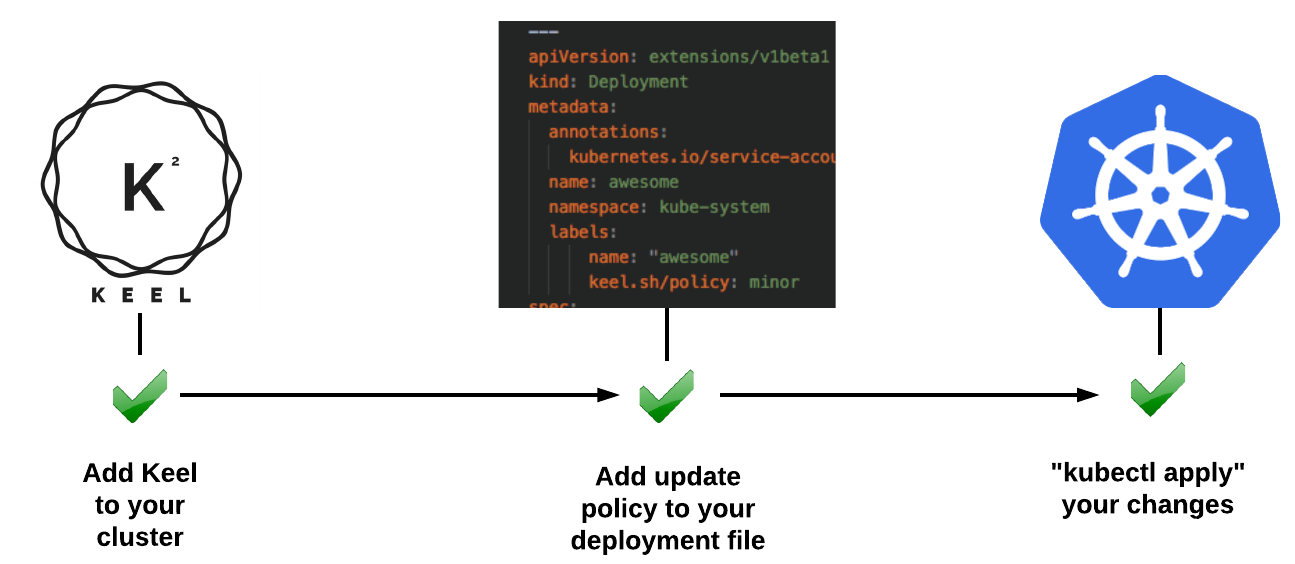 K²
KEEL
---
apiVersion: extensions/v1beta1
kind: Deployment
metadata:
annotations:
kubernetes.io/service-accou
name: awesome
namespace: kube-system
labels:
name: "awesome"
keel.sh/policy: minor
spec:
Add Keel
to your
cluster
Add update
policy to your
deployment file
"kubectl apply"
your changes